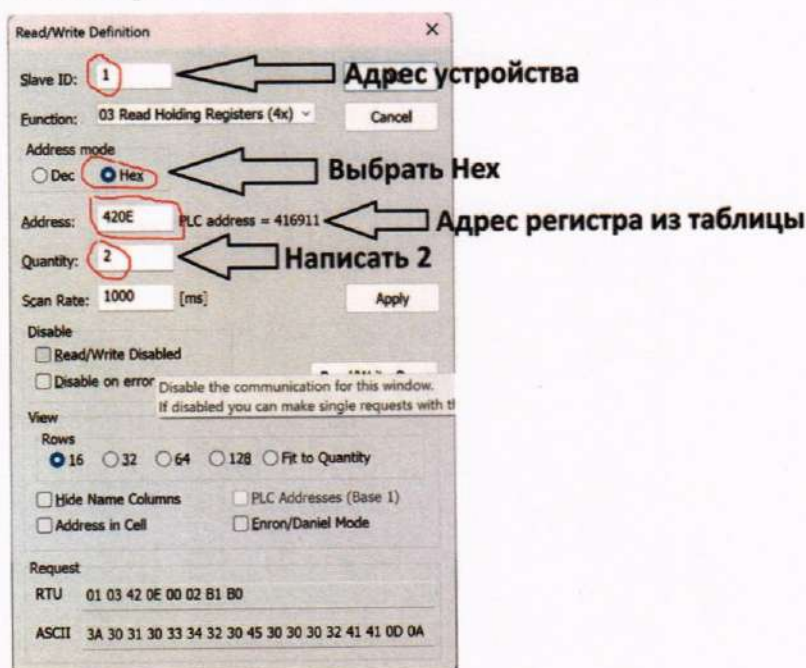 Read/Write Definition
Slave ID: 1 Адрес устройства
Function: 03 Read Holding Registers (4x) Cancel
Address mode
Dec Hex Выбрать Hex
Address: 420E PLC address = 416911 Адрес регистра из таблицы
Quantity: 2 Написать 2
Scan Rate: 1000 [ms] Apply
Disable
Read/Write Disabled
Disable on error
Disable the communication for this window.
If disabled you can make single requests with
View
Rows
16 32 64 128 Fit to Quantity
Hide Name Columns PLC Addresses (Base 1)
Address in Cell Enron/Daniel Mode
Request
RTU 01 03 42 0E 00 02 B1 B0
ASCII 3A 30 31 30 33 34 32 30 45 30 30 30 32 41 41 0D 0A